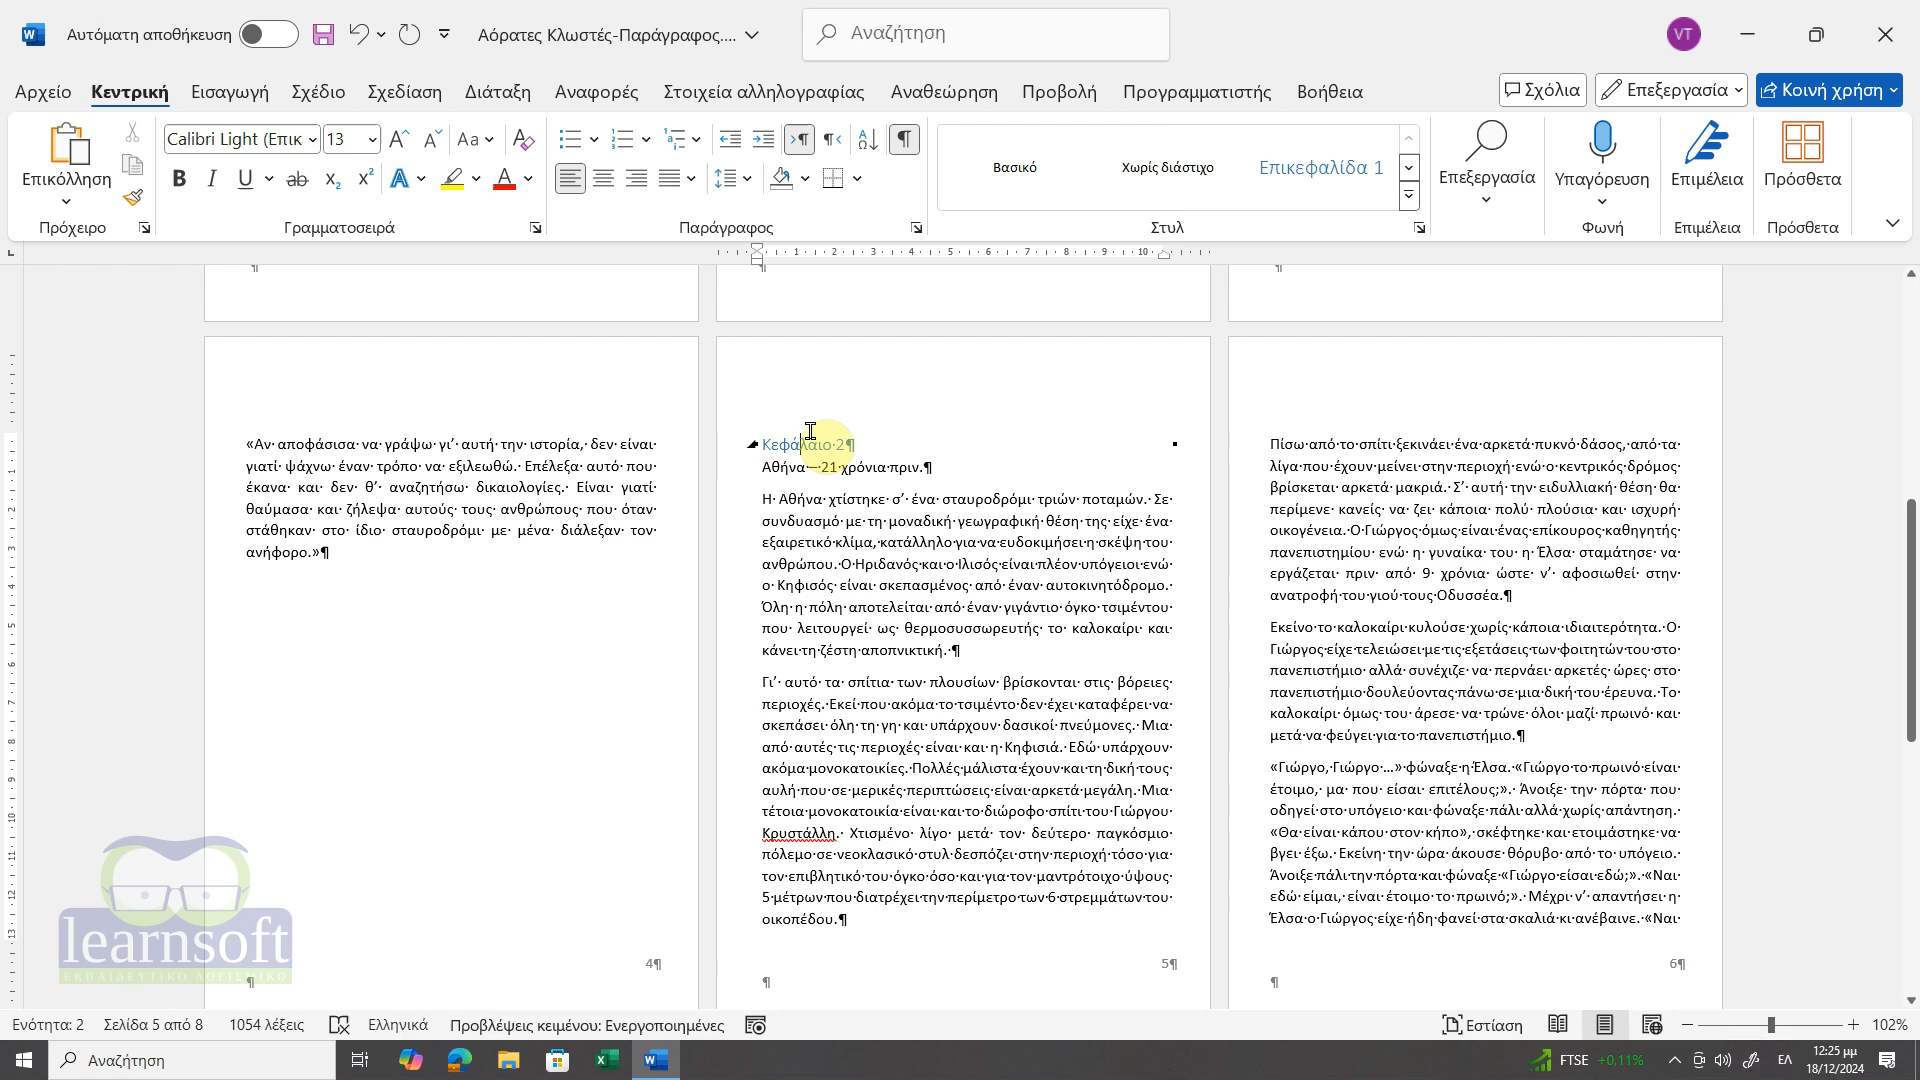 Αυτόματη αποθήκευση
Αόρατες Κλωστές-Παράγραφος....
Αναζήτηση
VT
Αρχείο Κεντρική Εισαγωγή Σχέδιο Σχεδίαση Διάταξη Αναφορές Στοιχεία αλληλογραφίας Αναθεώρηση Προβολή Προγραμματιστής Βοήθεια
Σχόλια Επεξεργασία Κοινή χρήση
Calibri Light (Επικ 13
Βασικό Χωρίς διάστιχο Επικεφαλίδα 1
Επικόλληση Επεξεργασία Υπαγόρευση Επιμέλεια Πρόσθετα
Πρόχειρο Γραμματοσειρά Παράγραφος Στυλ Φωνή Επιμέλεια Πρόσθετα
«Αν αποφάσισα να γράψω γι’ αυτή την ιστορία, δεν είναι
γιατί ψάχνω έναν τρόπο να εξιλεωθώ. Επέλεξα αυτό που
έκανα και δεν θ’ αναζητήσω δικαιολογίες. Είναι γιατί
θαύμασα και ζήλεψα αυτούς τους ανθρώπους που όταν
στάθηκαν στο ίδιο σταυροδρόμι με μένα διάλεξαν τον
ανήφορο.»¶
4¶
¶
Κεφάλαιο 2¶
Αθήνα – 21 χρόνια πριν.¶
Η Αθήνα χτίστηκε σ’ ένα σταυροδρόμι τριών ποταμών. Σε
συνδυασμό με τη μοναδική γεωγραφική θέση της είχε ένα
εξαιρετικό κλίμα, κατάλληλο για να ευδοκιμήσει η σκέψη του
ανθρώπου. Ο Ηριδανός και ο Ιλισός είναι πλέον υπόγειοι ενώ
ο Κηφισός είναι σκεπασμένος από έναν αυτοκινητόδρομο.
Όλη η πόλη αποτελείται από έναν γιγάντιο όγκο τσιμέντου
που λειτουργεί ως θερμοσυσσωρευτής το καλοκαίρι και
κάνει τη ζέστη αποπνικτική. ¶
Γι’ αυτό τα σπίτια των πλουσίων βρίσκονται στις βόρειες
περιοχές. Εκεί που ακόμα το τσιμέντο δεν έχει καταφέρει να
σκεπάσει όλη τη γη και υπάρχουν δασικοί πνεύμονες. Μια
από αυτές τις περιοχές είναι και η Κηφισιά. Εδώ υπάρχουν
ακόμα μονοκατοικίες. Πολλές μάλιστα έχουν και τη δική τους
αυλή που σε μερικές περιπτώσεις είναι αρκετά μεγάλη. Μια
τέτοια μονοκατοικία είναι και το διώροφο σπίτι του Γιώργου
Κρυστάλλη. Χτισμένο λίγο μετά τον δεύτερο παγκόσμιο
πόλεμο σε νεοκλασικό στυλ δεσπόζει στην περιοχή τόσο για
τον επιβλητικό του όγκο όσο και για τον μαντρότοιχο ύψους
5 μέτρων που διατρέχει την περίμετρο των 6 στρεμμάτων του
οικοπέδου.¶
5¶
¶
Πίσω από το σπίτι ξεκινάει ένα αρκετά πυκνό δάσος, από τα
λίγα που έχουν μείνει στην περιοχή ενώ ο κεντρικός δρόμος
βρίσκεται αρκετά μακριά. Σ’ αυτή την ειδυλλιακή θέση θα
περίμενε κανείς να ζει κάποια πολύ πλούσια και ισχυρή
οικογένεια. Ο Γιώργος όμως είναι ένας επίκουρος καθηγητής
πανεπιστημίου ενώ η γυναίκα του η Έλσα σταμάτησε να
εργάζεται πριν από 9 χρόνια ώστε ν’ αφοσιωθεί στην
ανατροφή του γιού τους Οδυσσέα.¶
Εκείνο το καλοκαίρι κυλούσε χωρίς κάποια ιδιαιτερότητα. Ο
Γιώργος είχε τελειώσει με τις εξετάσεις των φοιτητών του στο
πανεπιστήμιο αλλά συνέχιζε να περνάει αρκετές ώρες στο
πανεπιστήμιο δουλεύοντας πάνω σε μια δική του έρευνα. Το
καλοκαίρι όμως του άρεσε να τρώνε όλοι μαζί πρωινό και
μετά να φεύγει για το πανεπιστήμιο.¶
«Γιώργο, Γιώργο …» φώναξε η Έλσα. «Γιώργο το πρωινό είναι
έτοιμο, μα που είσαι επιτέλους;». Άνοιξε την πόρτα που
οδηγεί στο υπόγειο και φώναξε πάλι αλλά χωρίς απάντηση.
«Θα είναι κάπου στον κήπο», σκέφτηκε και ετοιμάστηκε να
βγει έξω. Εκείνη την ώρα άκουσε θόρυβο από το υπόγειο.
Άνοιξε πάλι την πόρτα και φώναξε «Γιώργο είσαι εδώ;». «Ναι
εδώ είμαι, είναι έτοιμο το πρωινό;». Μέχρι ν’ απαντήσει η
Έλσα ο Γιώργος είχε ήδη φανεί στα σκαλιά κι ανέβαινε. «Ναι
6¶
¶
learnsoft
ΕΚΠΑΙΔΕΥΤΙΚΟ ΛΟΓΙΣΜΙΚΟ
Ενότητα: 2 Σελίδα 5 από 8 1054 λέξεις Ελληνικά Προβλέψεις κειμένου: Ενεργοποιημένες Εστίαση 102%
Αναζήτηση
FTSE +0,11% ΕΛ 12:25 μμ
18/12/2024